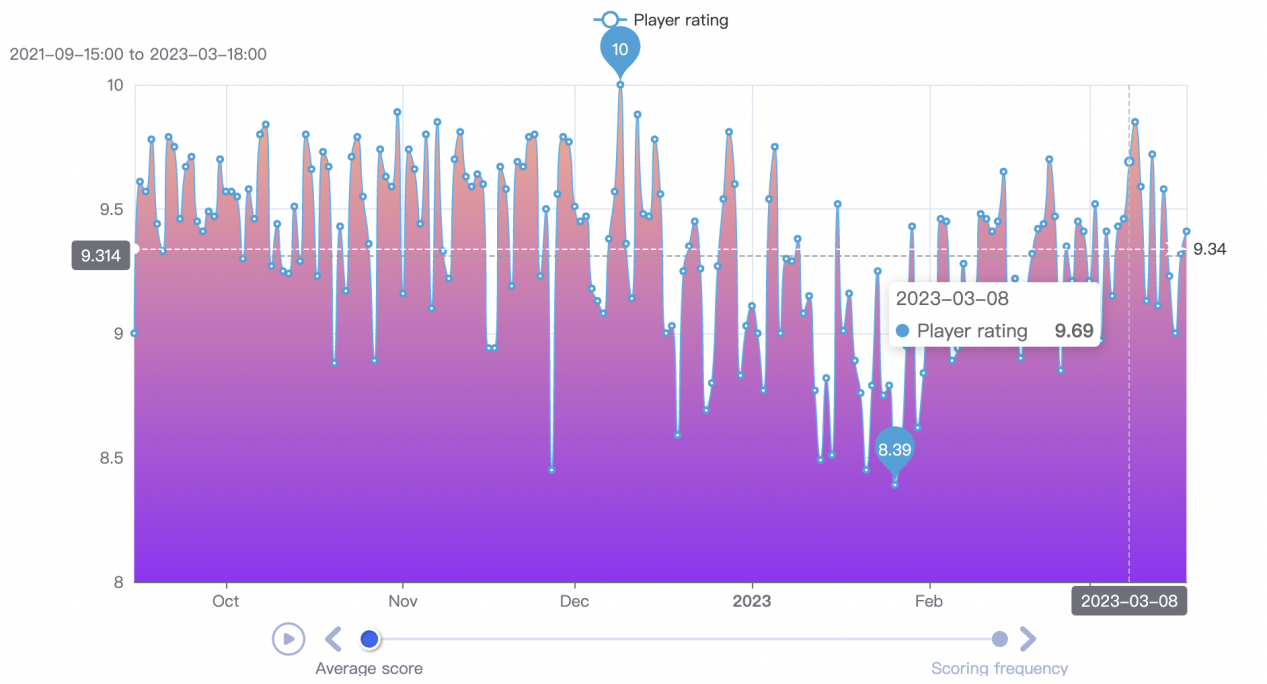 Player rating
2021-09-15:00 to 2023-03-18:00
10
10
9.5
9.314
9.34
9
2023-03-08
Player rating 9.69
8.5
8.39
8
Oct Nov Dec 2023 Feb 2023-03-08
Average score Scoring frequency